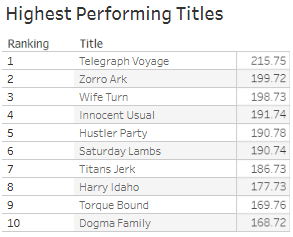 Highest Performing Titles
Ranking Title
1 Telegraph Voyage 215.75
2 Zorro Ark 199.72
3 Wife Turn 198.73
4 Innocent Usual 191.74
5 Hustler Party 190.78
6 Saturday Lambs 190.74
7 Titans Jerk 186.73
8 Harry Idaho 177.73
9 Torque Bound 169.76
10 Dogma Family 168.72